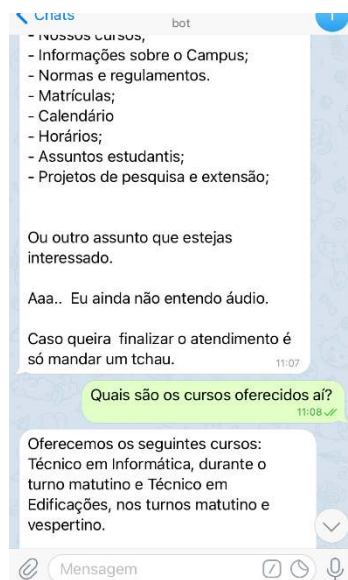 Chats
bot
- Nossos cursos;
- Informações sobre o Campus;
- Normas e regulamentos.
- Matrículas;
- Calendário
- Horários;
- Assuntos estudantis;
- Projetos de pesquisa e extensão;
Ou outro assunto que estejas
interessado.
Aaa.. Eu ainda não entendo áudio.
Caso queira finalizar o atendimento é
só mandar um tchau.
11:07
Quais são os cursos oferecidos aí?
11:08
Oferecemos os seguintes cursos:
Técnico em Informática, durante o
turno matutino e Técnico em
Edificações, nos turnos matutino e
vespertino.
Mensagem